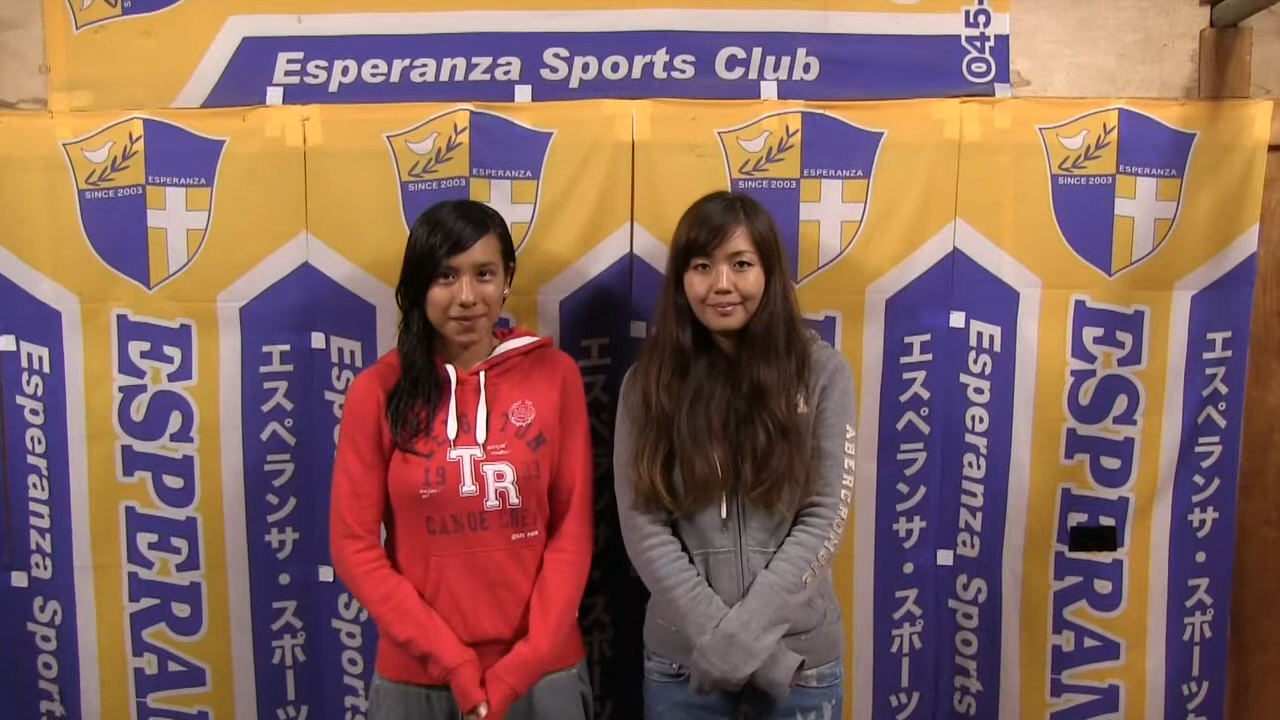 Esperanza Sports Club
045-
SINCE 2003
ESPERANZA
SINCE 2003
ESPERANZA
SINCE 2003
ESPERANZA
SINCE 2003
ESPERANZA
Esperanza Sports
ESPERAN
エスペランサ・スポーツ
Esperanza Sports
エスペランサ・スポーツ
Esperanza Sports
ESPERAN
エスペランサ・スポーツ
TR
CANOE
STATE PARK
ABERCROMBIE